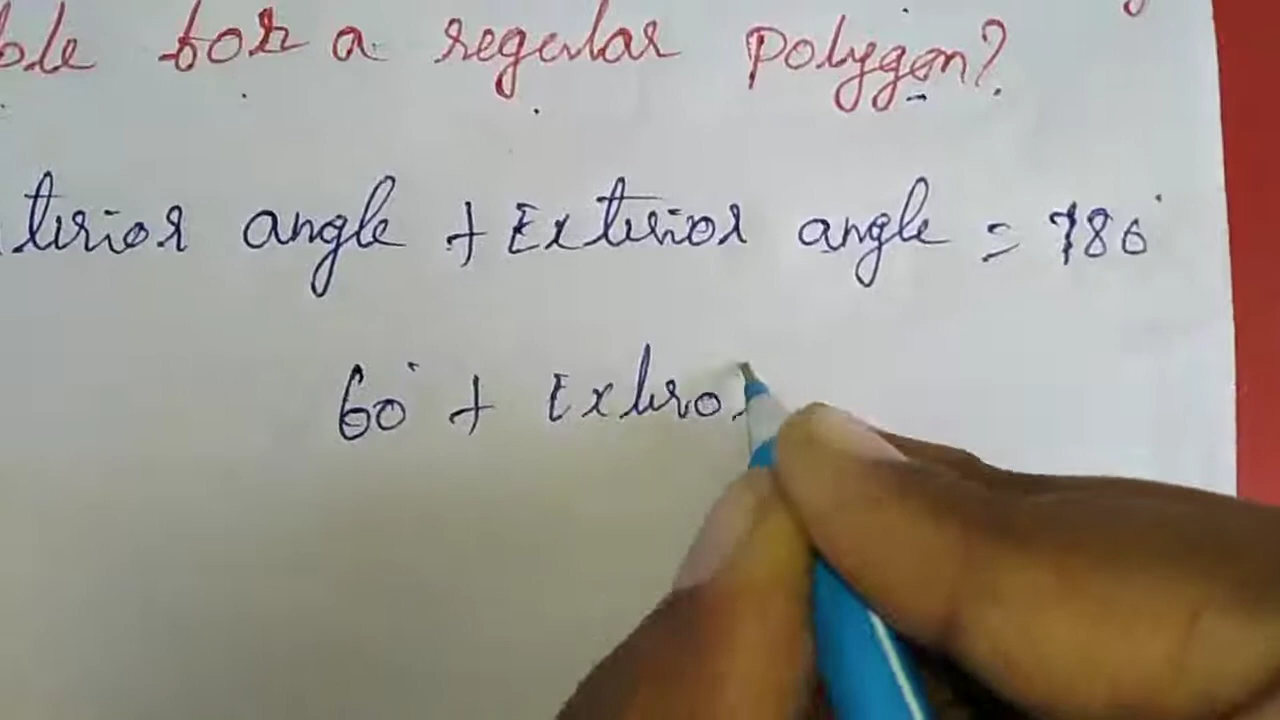 ble for a regular polygon?
terior angle + Exterior angle = 180°
60° + Exterio